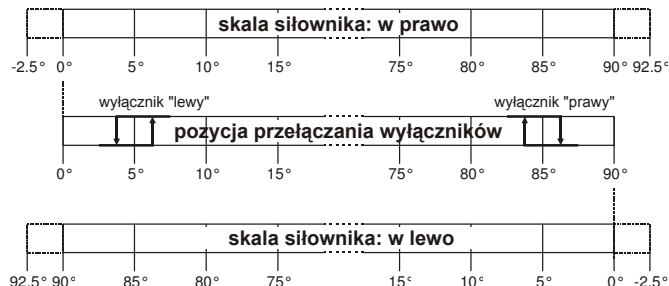 skala siłownika: w prawo
-2.5° 0° 5° 10° 15° 75° 80° 85° 90° 92.5°
wyłącznik "lewy" wyłącznik "prawy"
pozycja przełączania wyłączników
0° 5° 10° 15° 75° 80° 85° 90°
skala siłownika: w lewo
92.5° 90° 85° 80° 75° 15° 10° 5° 0° -2.5°